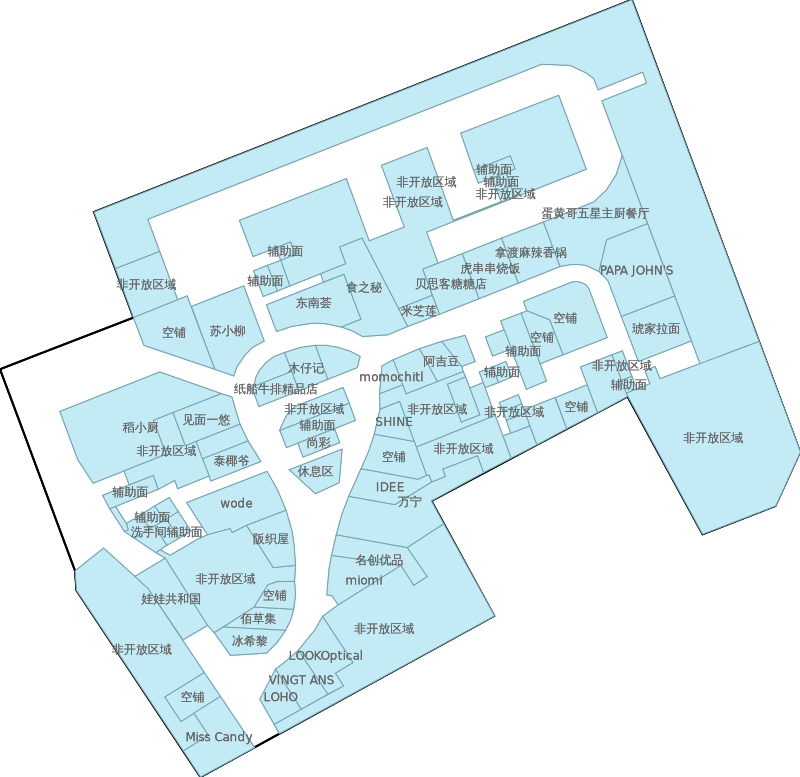 辅助面
辅助面
非开放区域
非开放区域
非开放区域
蛋黄哥五星主厨餐厅
辅助面
拿渡麻辣香锅
虎串串烧饭
PAPA JOHN'S
非开放区域
辅助面
贝思客糖糖店
食之秘
东南荟
米芝莲
空铺
琥家拉面
空铺
苏小柳
空铺
辅助面
阿吉豆
非开放区域
木仔记
momochitl
辅助面
辅助面
纸船牛排精品店
非开放区域
非开放区域
非开放区域
空铺
见面一悠
SHINE
稻小厨
辅助面
非开放区域
尚彩
非开放区域
非开放区域
空铺
泰椰爷
休息区
IDEE
辅助面
万宁
wode
辅助面
洗手间辅助面
阪织屋
名创优品
非开放区域
miomi
空铺
娃娃共和国
佰草集
非开放区域
冰希黎
非开放区域
LOOKOptical
VINGT ANS
空铺
LOHO
Miss Candy